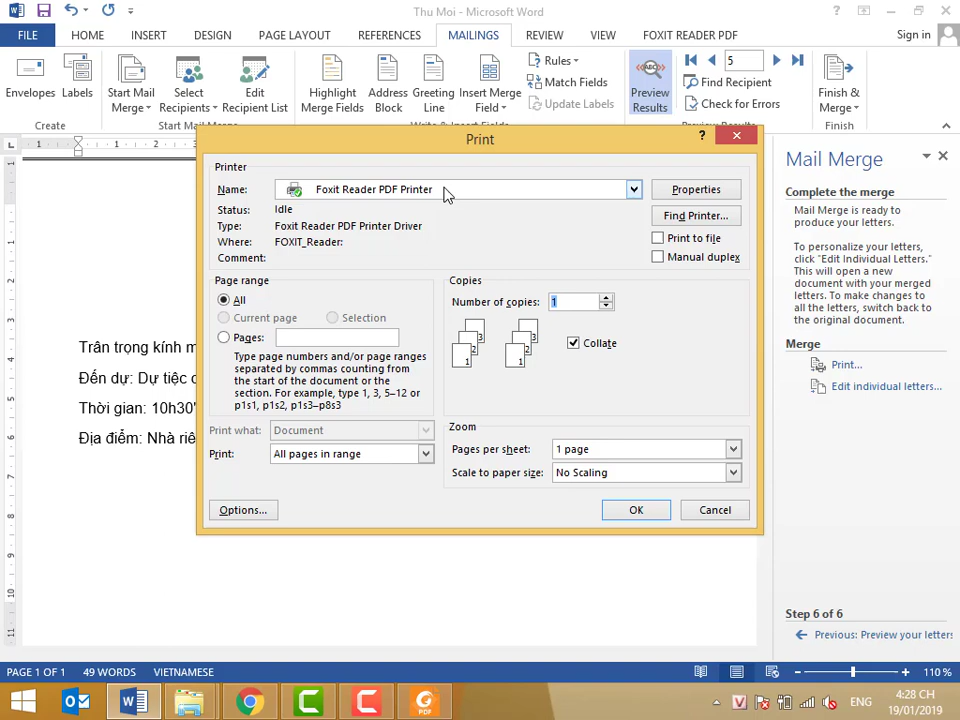 Thu Moi - Microsoft Word
FILE HOME INSERT DESIGN PAGE LAYOUT REFERENCES MAILINGS REVIEW VIEW FOXIT READER PDF Sign in
Envelopes Labels
Create
Start Mail Merge
Select Recipients
Edit Recipient List
Start Mail Merge
Highlight Merge Fields
Address Block
Greeting Line
Insert Merge Field
Rules
Match Fields
Update Labels
Write & Insert Fields
ABC
Preview Results
5
Find Recipient
Check for Errors
Preview Results
Finish & Merge
Finish
Print
Printer
Name: Foxit Reader PDF Printer
Properties
Status: Idle
Find Printer...
Type: Foxit Reader PDF Printer Driver
Where: FOXIT_Reader:
Print to file
Comment:
Manual duplex
Page range
All
Current page Selection
Pages:
Type page numbers and/or page ranges
separated by commas counting from
the start of the document or the
section. For example, type 1, 3, 5–12 or
p1s1, p1s2, p1s3–p8s3
Copies
Number of copies: 1
Collate
Print what: Document
Print: All pages in range
Zoom
Pages per sheet: 1 page
Scale to paper size: No Scaling
Options...
OK Cancel
Trân trọng kính m
Đến dự: Dự tiệc
Thời gian: 10h30'
Địa điểm: Nhà riê
Mail Merge
Complete the merge
Mail Merge is ready to
produce your letters.
To personalize your letters,
click "Edit Individual Letters."
This will open a new
document with your merged
letters. To make changes to
all the letters, switch back to
the original document.
Merge
Print...
Edit individual letters...
Step 6 of 6
Previous: Preview your letters
PAGE 1 OF 1 49 WORDS VIETNAMESE 110 %
ENG
4:28 CH
19/01/2019